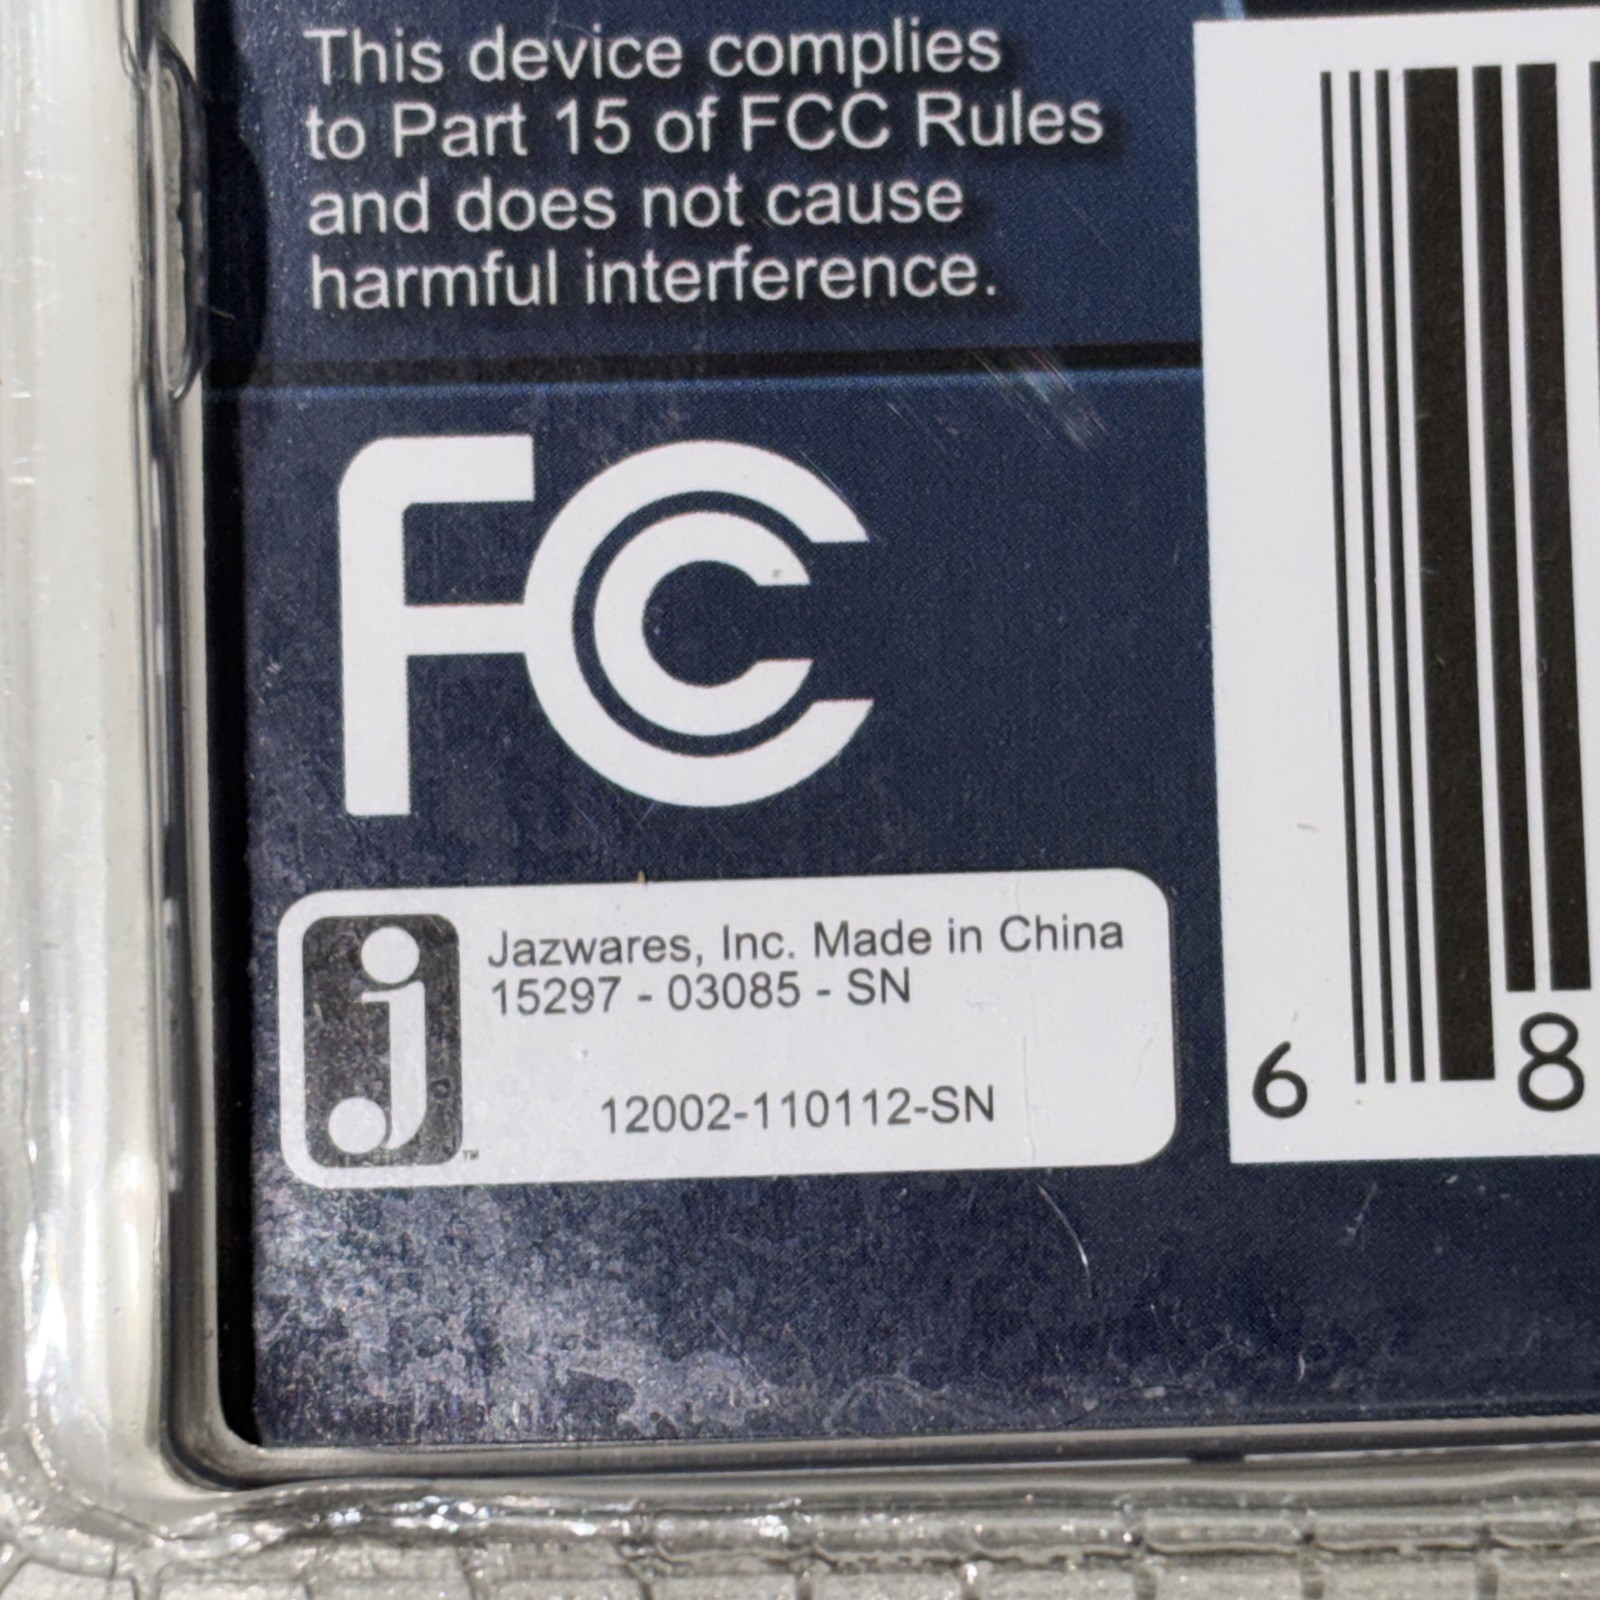 This device complies
to Part 15 of FCC Rules
and does not cause
harmful interference.
FCC
j
TM
Jazwares, Inc. Made in China
15297 - 03085 - SN
12002-110112-SN
6 8